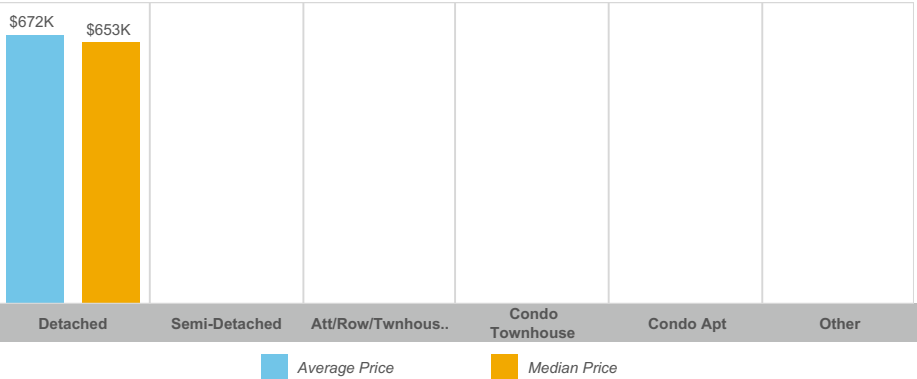 $672K
$653K
Detached
Semi-Detached
Att/Row/Twnhous..
Condo
Townhouse
Condo Apt
Other
Average Price
Median Price